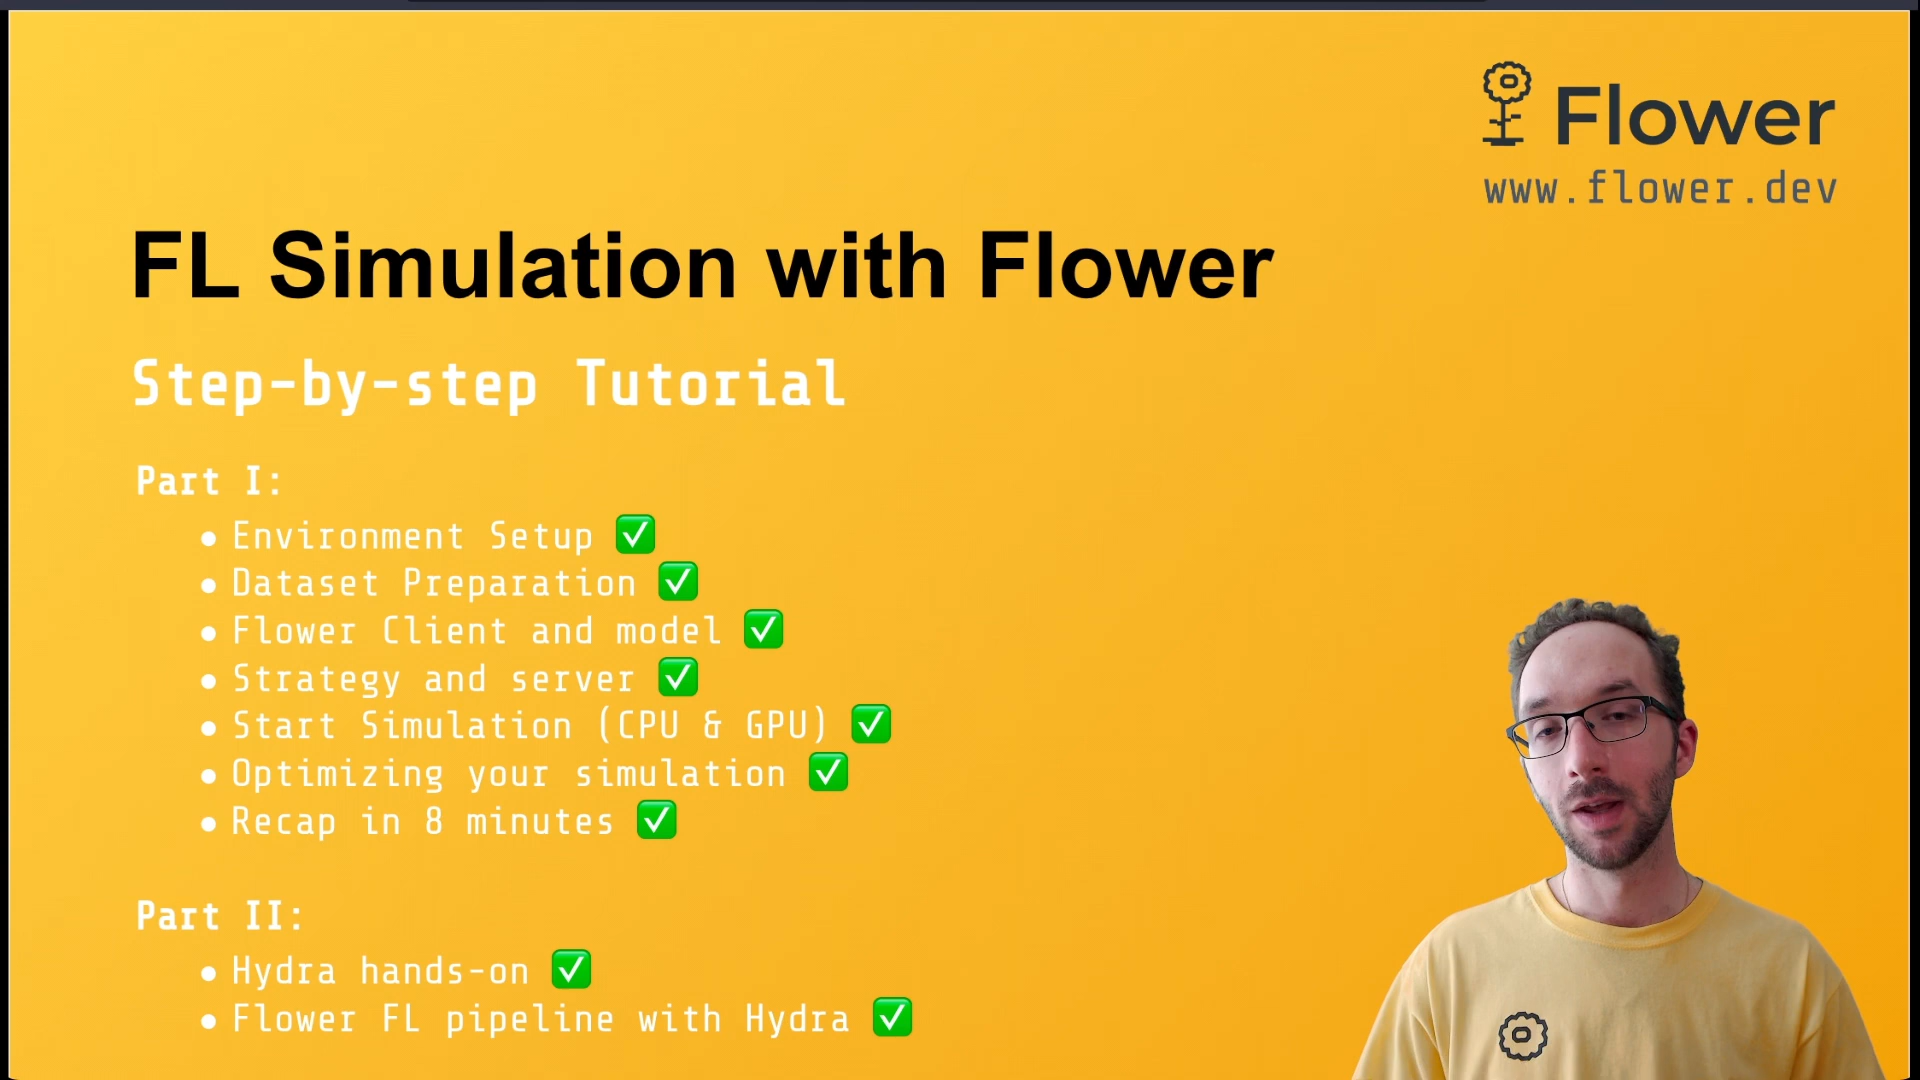 Flower
www.flower.dev
FL Simulation with Flower
Step-by-step Tutorial
Part I:
• Environment Setup ✅
• Dataset Preparation ✅
• Flower Client and model ✅
• Strategy and server ✅
• Start Simulation (CPU & GPU) ✅
• Optimizing your simulation ✅
• Recap in 8 minutes ✅
Part II:
• Hydra hands-on ✅
• Flower FL pipeline with Hydra ✅